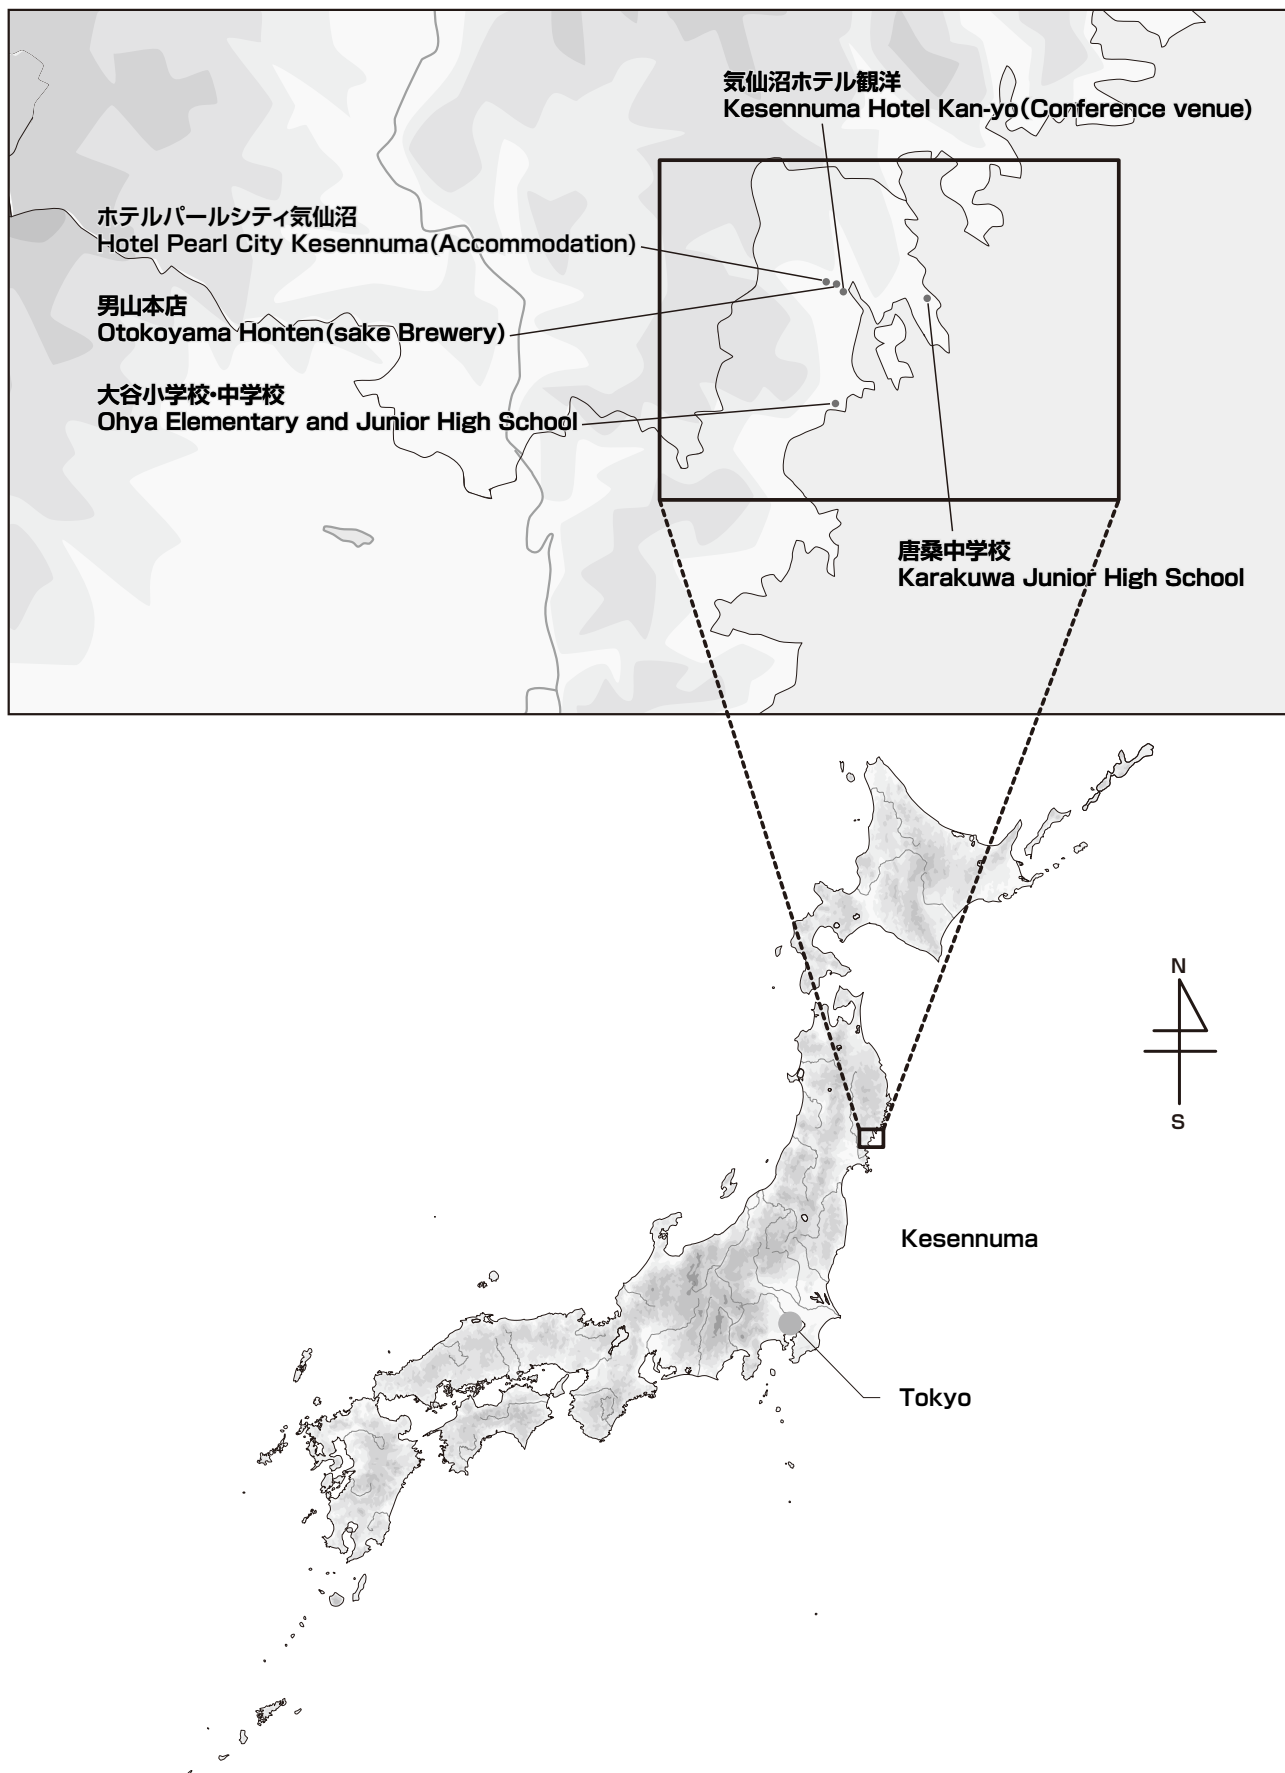 気仙沼ホテル観洋
Kesennuma Hotel Kan-yo(Conference venue)
ホテルパールシティ気仙沼
Hotel Pearl City Kesennuma(Accommodation)
男山本店
Otokoyama Honten(sake Brewery)
大谷小学校・中学校
Ohya Elementary and Junior High School
唐桑中学校
Karakuwa Junior High School
N
S
Kesennuma
Tokyo